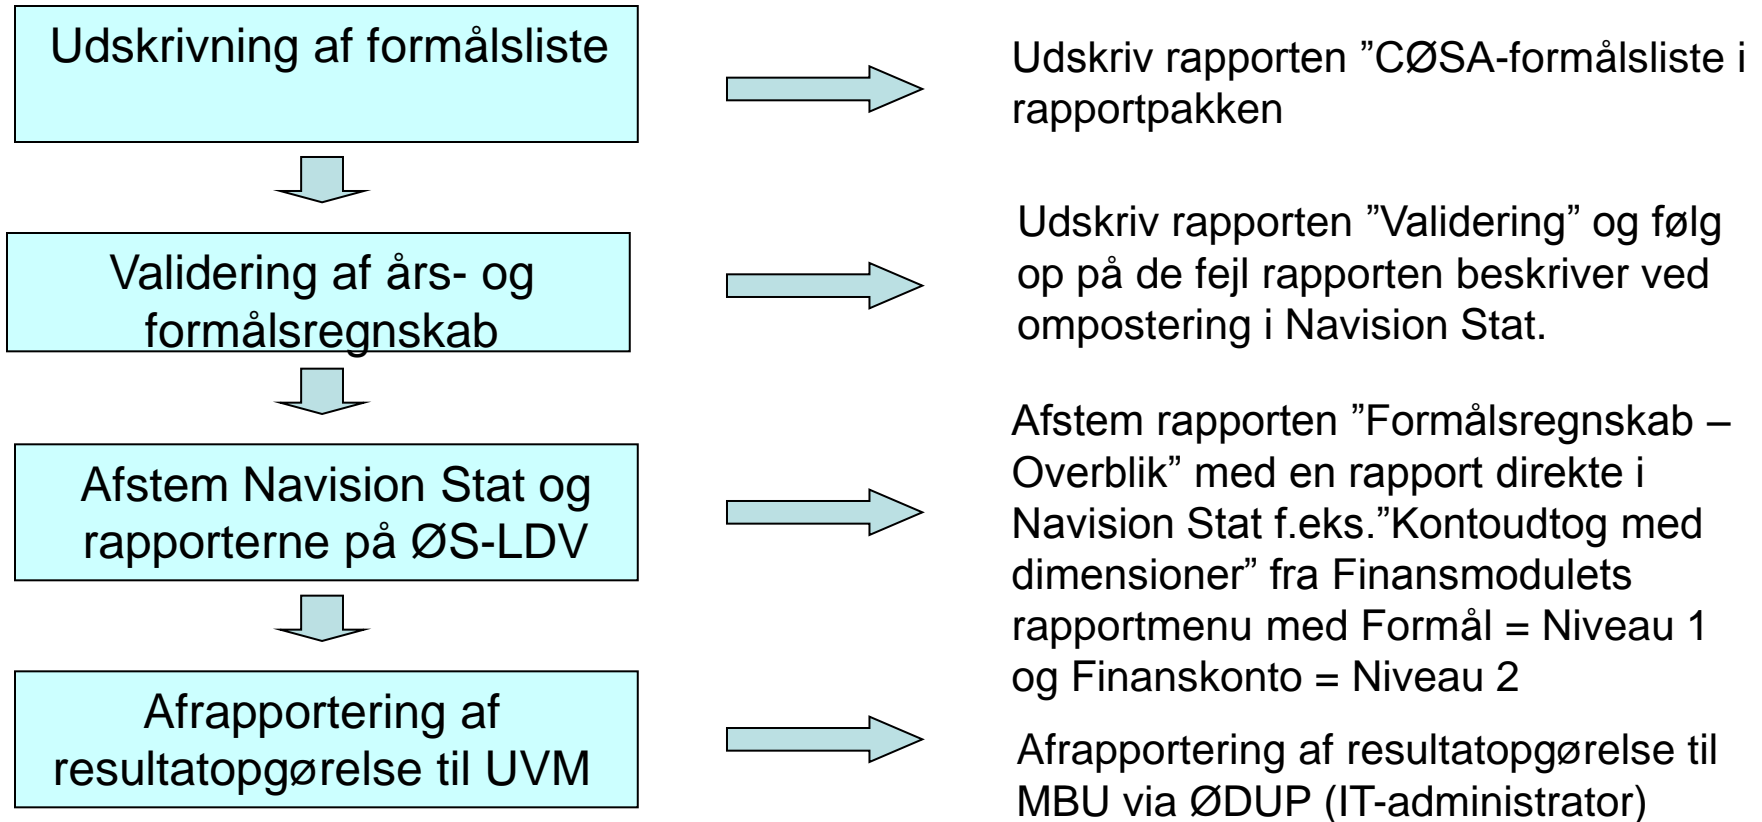 Udskrivning af formålsliste
Udskriv rapporten ”CØSA-formålsliste i
rapportpakken
Validering af års- og
formålsregnskab
Udskriv rapporten ”Validering” og følg
op på de fejl rapporten beskriver ved
ompostering i Navision Stat.
Afstem Navision Stat og
rapporterne på ØS-LDV
Afstem rapporten ”Formålsregnskab –
Overblik” med en rapport direkte i
Navision Stat f.eks.”Kontoudtog med
dimensioner” fra Finansmodulets
rapportmenu med Formål = Niveau 1
og Finanskonto = Niveau 2
Afrapportering af
resultatopgørelse til UVM
Afrapportering af resultatopgørelse til
MBU via ØDUP (IT-administrator)